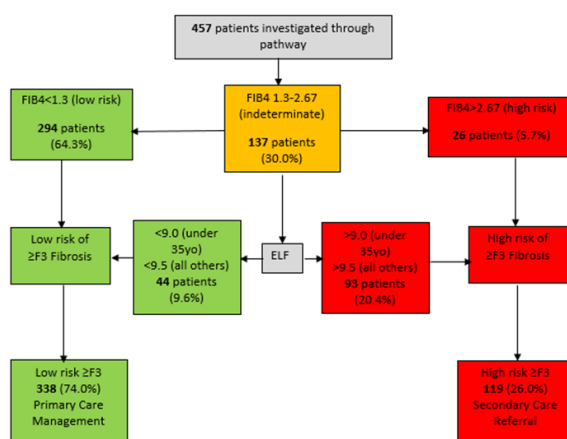 457 patients investigated through
pathway
FIB4<1.3 (low risk)
294 patients
(64.3%)
FIB4 1.3-2.67
(indeterminate)
137 patients
(30.0%)
FIB4>2.67 (high risk)
26 patients (5.7%)
Low risk of
≥F3 Fibrosis
<9.0 (under
35yo)
<9.5 (all others)
44 patients
(9.6%)
ELF
>9.0 (under
35yo)
>9.5 (all others)
93 patients
(20.4%)
High risk of
≥F3 Fibrosis
Low risk ≥F3
338 (74.0%)
Primary Care
Management
High risk ≥F3
119 (26.0%)
Secondary Care
Referral